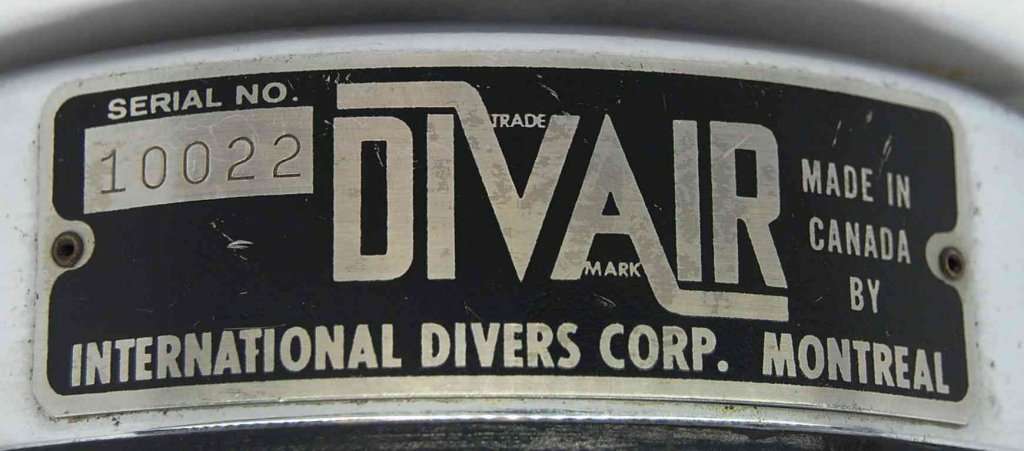 SERIAL NO.
10022
TRADE
DIVAIR
MARK
MADE IN
CANADA
BY
INTERNATIONAL DIVERS CORP. MONTREAL